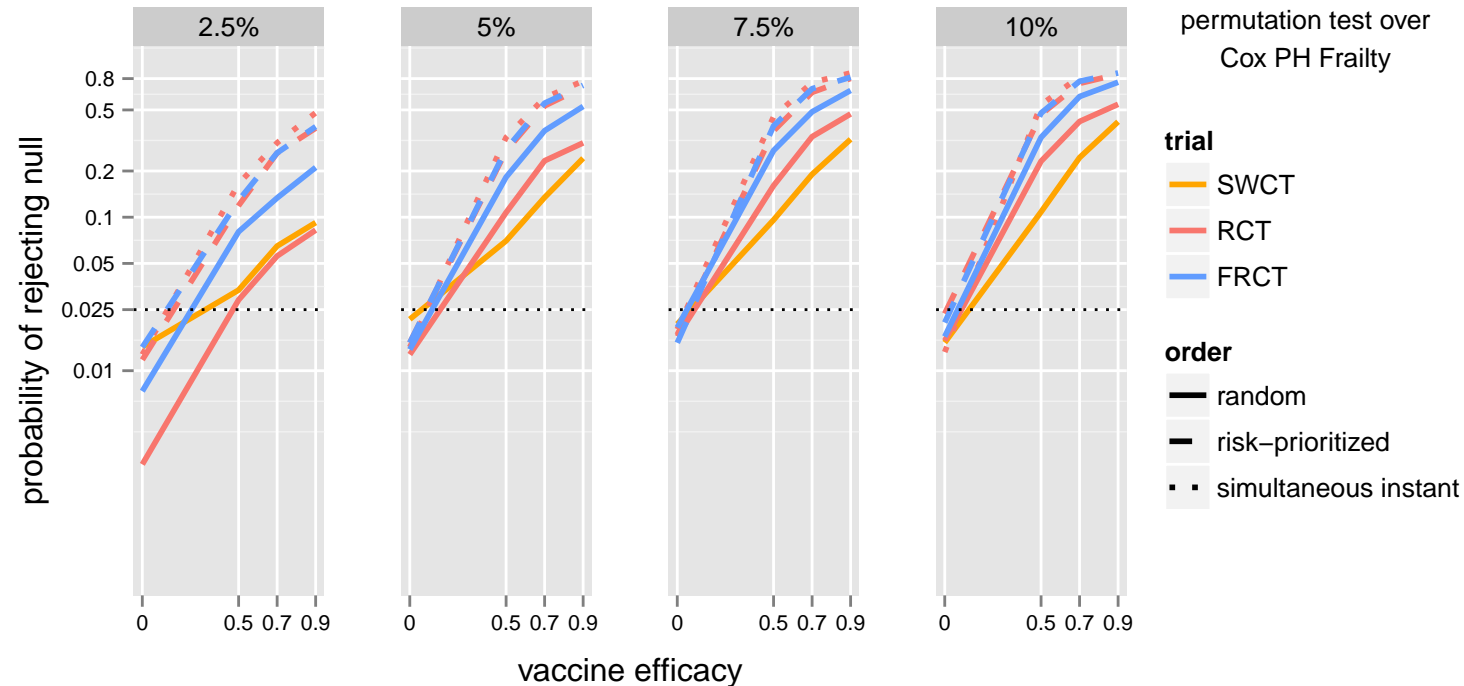 2.5%
5%
7.5%
10%
permutation test over
Cox PH Frailty
probability of rejecting null
0.8
0.5
0.2
0.1
0.05
0.025
0.01
trial
SWCT
RCT
FRCT
order
random
risk−prioritized
simultaneous instant
0 0.5 0.7 0.9
0 0.5 0.7 0.9
0 0.5 0.7 0.9
0 0.5 0.7 0.9
vaccine efficacy